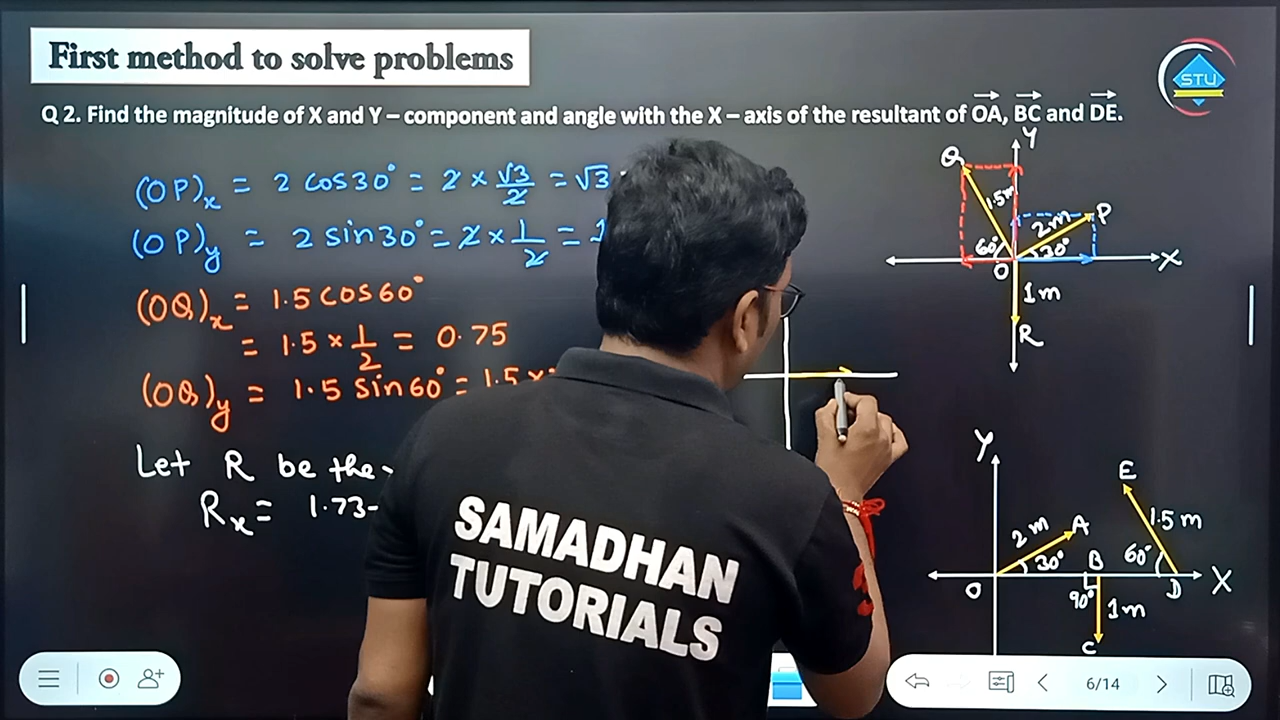 First method to solve problems
STU
Q 2. Find the magnitude of X and Y – component and angle with the X – axis of the resultant of OA, BC and DE.
(OP)x = 2 cos30° = 2 × √3/2 = √3
(OP)y = 2 sin30° = 2 × 1/2 = 1
(OQ)x = 1.5 cos60°
= 1.5 × 1/2 = 0.75
(OQ)y = 1.5 sin60° = 1.5 ×
Let R be the
Rx = 1.73-
Y
Q
1.5m
2m
P
60°
30°
O
X
1m
R
Y
E
2 m
A
1.5 m
30°
B
60°
O
90°
1m
D
X
C
SAMADHAN
TUTORIALS
6/14